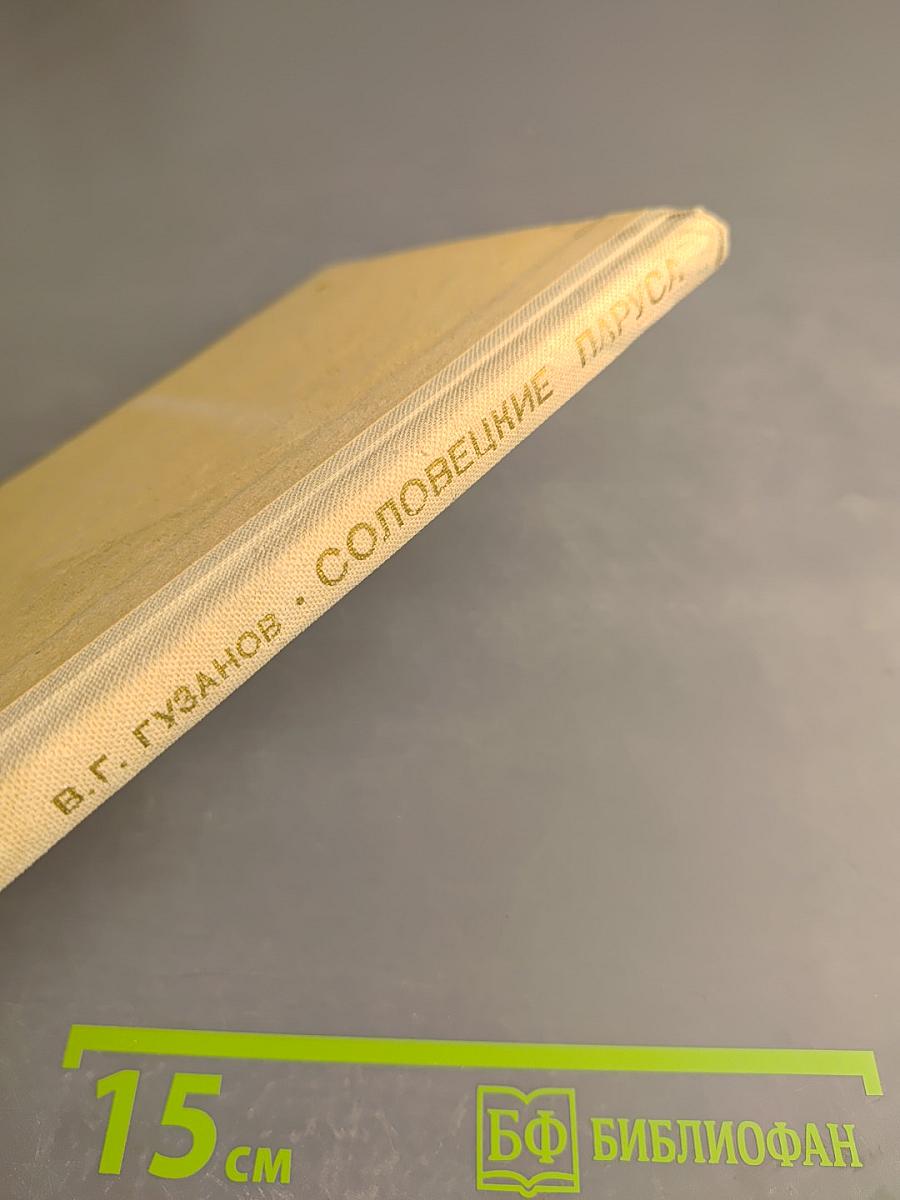 В.Г. ГУЗАНОВ · СОЛОВЕЦКИЕ ПАРУСА
15 см
БФ БИБЛИОФАН